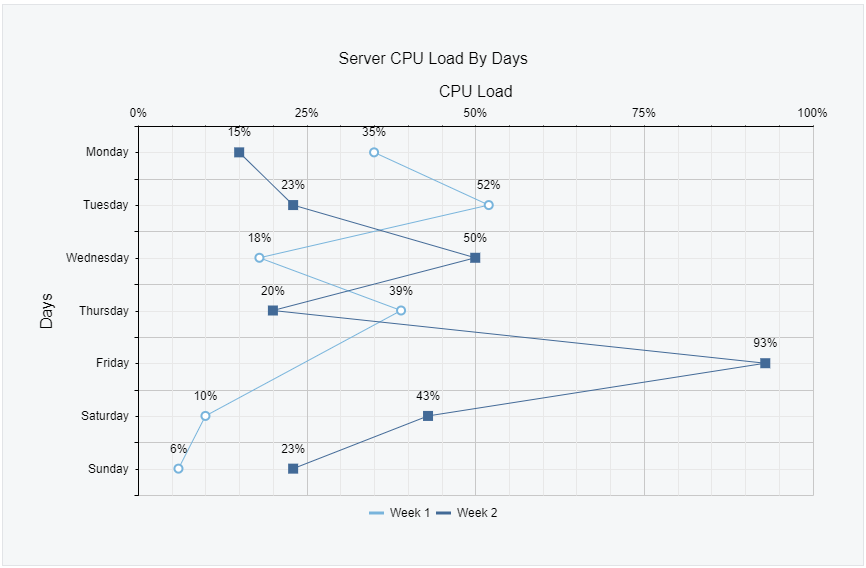 Server CPU Load By Days
CPU Load
0% 25% 50% 75% 100%
15% 35%
Monday
23% 52%
Tuesday
18% 50%
Wednesday
20% 39%
Days
Thursday
93%
Friday
10% 43%
Saturday
6% 23%
Sunday
Week 1 Week 2